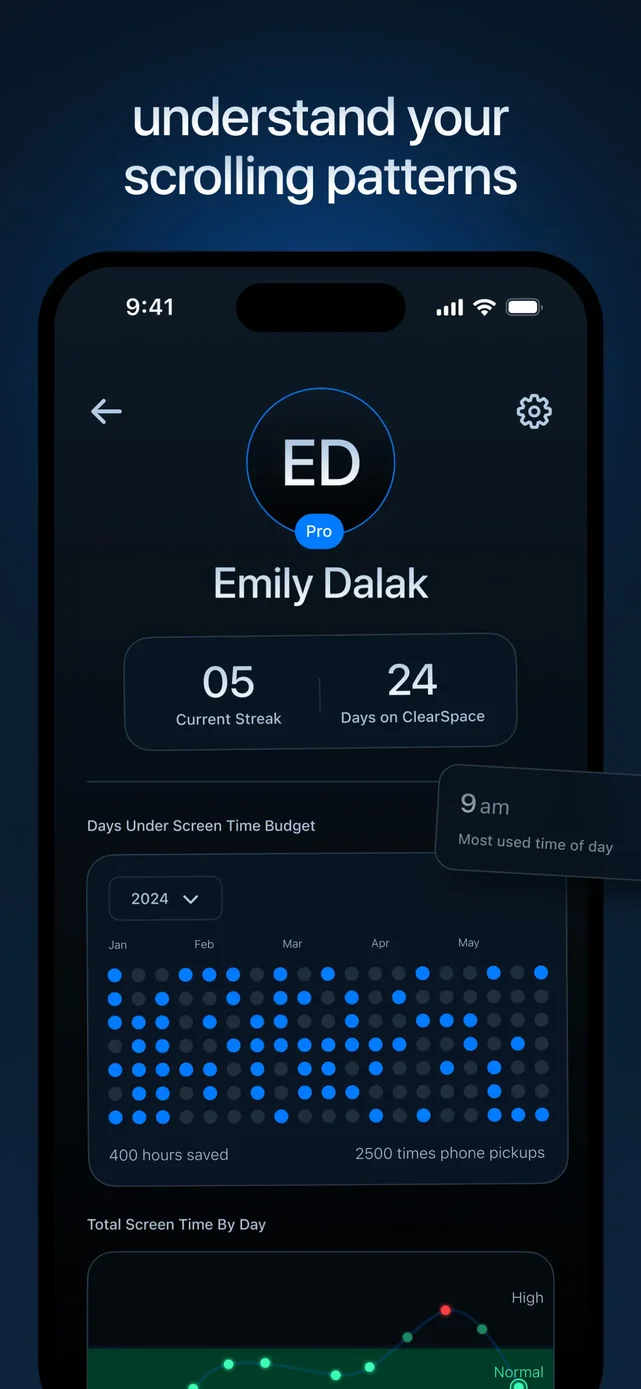 understand your
scrolling patterns
9:41
ED
Pro
Emily Dalak
05
Current Streak
24
Days on ClearSpace
9am
Most used time of day
Days Under Screen Time Budget
2024
Jan Feb Mar Apr May
400 hours saved
2500 times phone pickups
Total Screen Time By Day
High
Normal